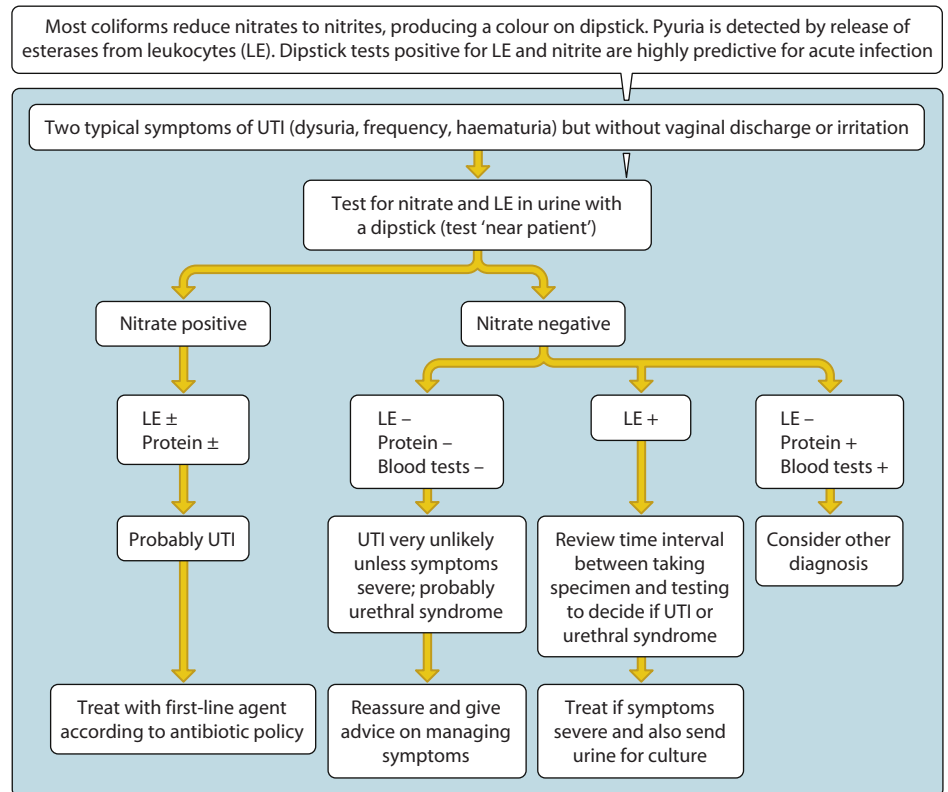 Most coliforms reduce nitrates to nitrites, producing a colour on dipstick. Pyuria is detected by release of
esterases from leukocytes (LE). Dipstick tests positive for LE and nitrite are highly predictive for acute infection
Two typical symptoms of UTI (dysuria, frequency, haematuria) but without vaginal discharge or irritation
Test for nitrate and LE in urine with
a dipstick (test ‘near patient’)
Nitrate positive
Nitrate negative
LE ±
Protein ±
LE –
Protein –
Blood tests –
LE +
LE –
Protein +
Blood tests +
Probably UTI
UTI very unlikely
unless symptoms
severe; probably
urethral syndrome
Review time interval
between taking
specimen and testing
to decide if UTI or
urethral syndrome
Consider other
diagnosis
Treat with first-line agent
according to antibiotic policy
Reassure and give
advice on managing
symptoms
Treat if symptoms
severe and also send
urine for culture